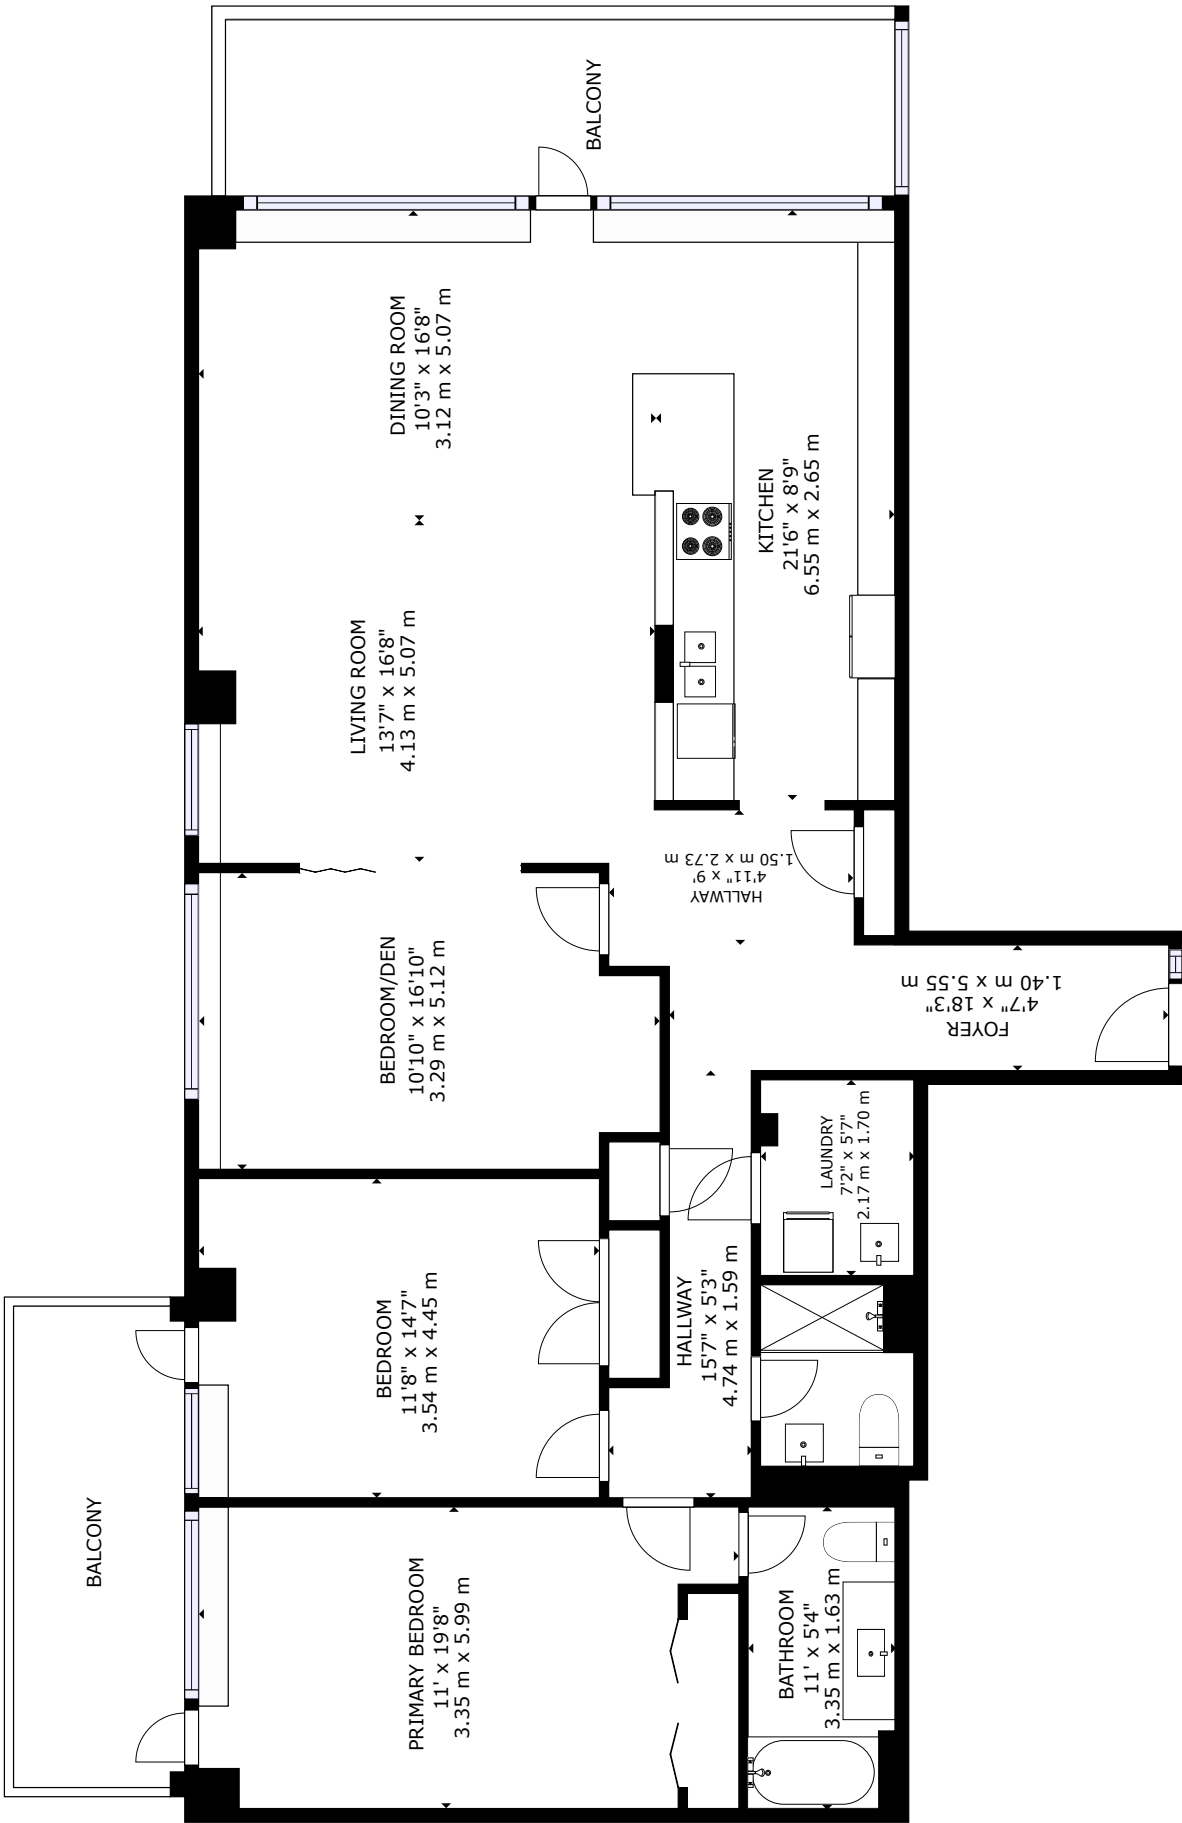 BALCONY
DINING ROOM
10'3" x 16'8"
3.12 m x 5.07 m
KITCHEN
21'6" x 8'9"
6.55 m x 2.65 m
LIVING ROOM
13'7" x 16'8"
4.13 m x 5.07 m
HALLWAY
4'11" x 9'
1.50 m x 2.73 m
BEDROOM/DEN
10'10" x 16'10"
3.29 m x 5.12 m
FOYER
4'7" x 18'3"
1.40 m x 5.55 m
LAUNDRY
7'2" x 5'7"
2.17 m x 1.70 m
BEDROOM
11'8" x 14'7"
3.54 m x 4.45 m
HALLWAY
15'7" x 5'3"
4.74 m x 1.59 m
BALCONY
PRIMARY BEDROOM
11' x 19'8"
3.35 m x 5.99 m
BATHROOM
11' x 5'4"
3.35 m x 1.63 m